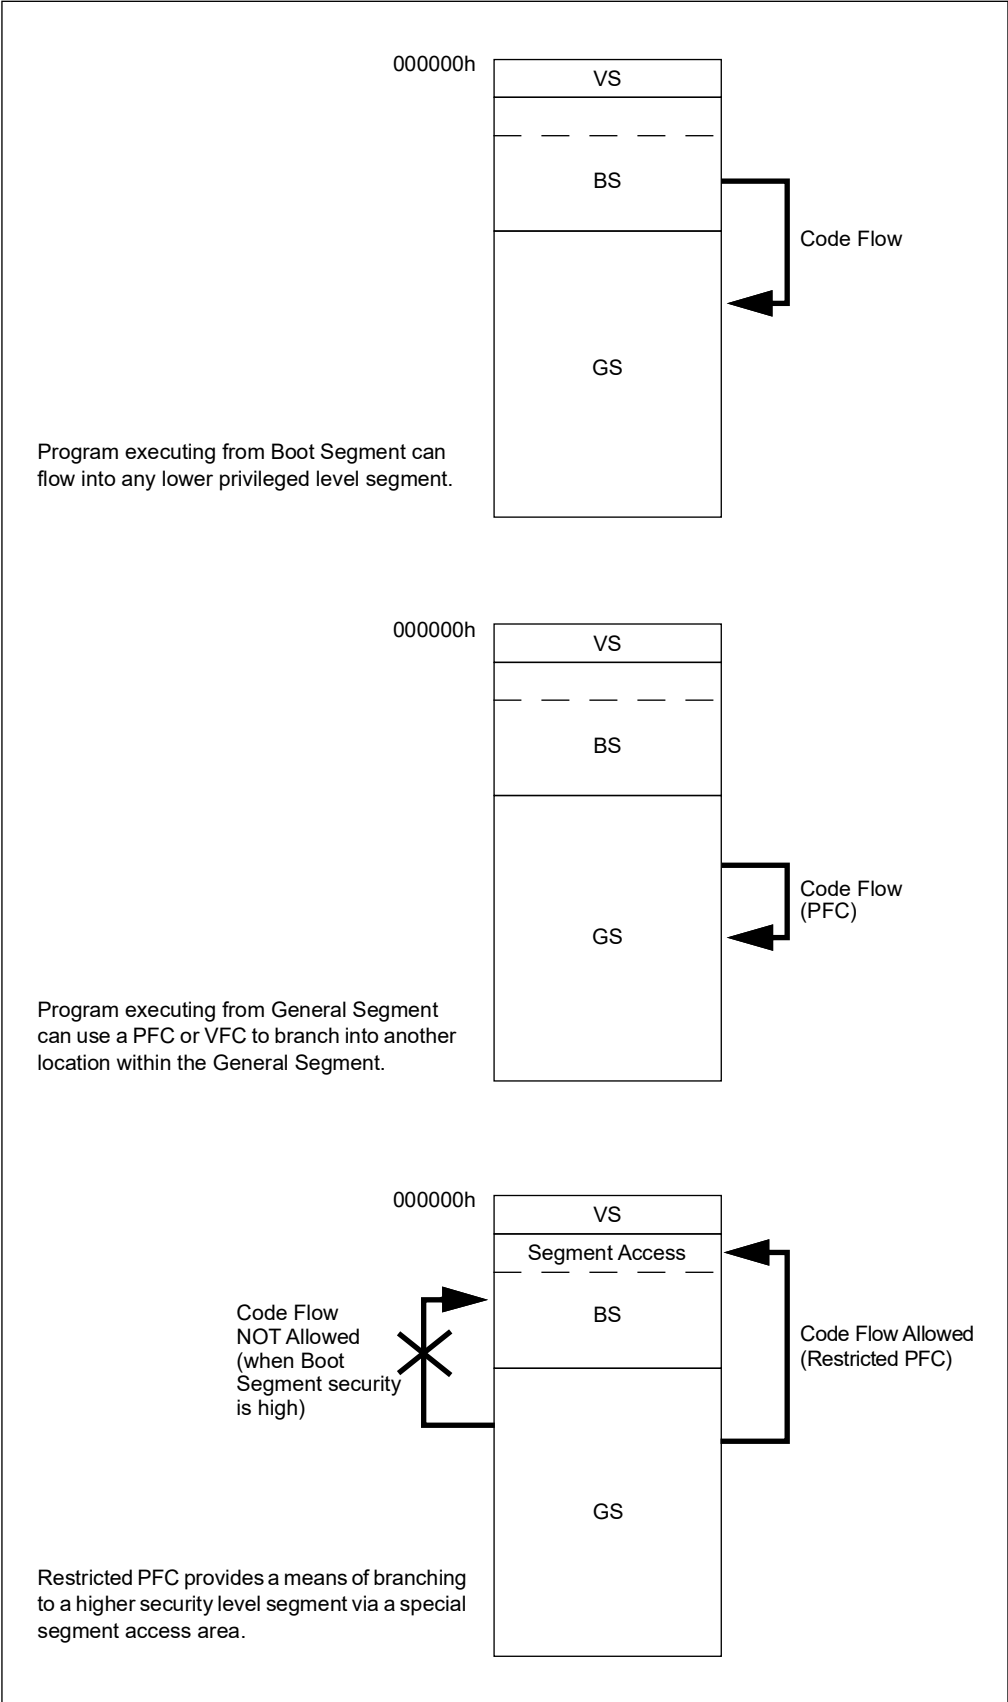 000000h
VS
BS
Code Flow
GS
Program executing from Boot Segment can
flow into any lower privileged level segment.
000000h
VS
BS
Code Flow
(PFC)
GS
Program executing from General Segment
can use a PFC or VFC to branch into another
location within the General Segment.
000000h
VS
Segment Access
BS
Code Flow
NOT Allowed
(when Boot
Segment security
is high)
Code Flow Allowed
(Restricted PFC)
GS
Restricted PFC provides a means of branching
to a higher security level segment via a special
segment access area.